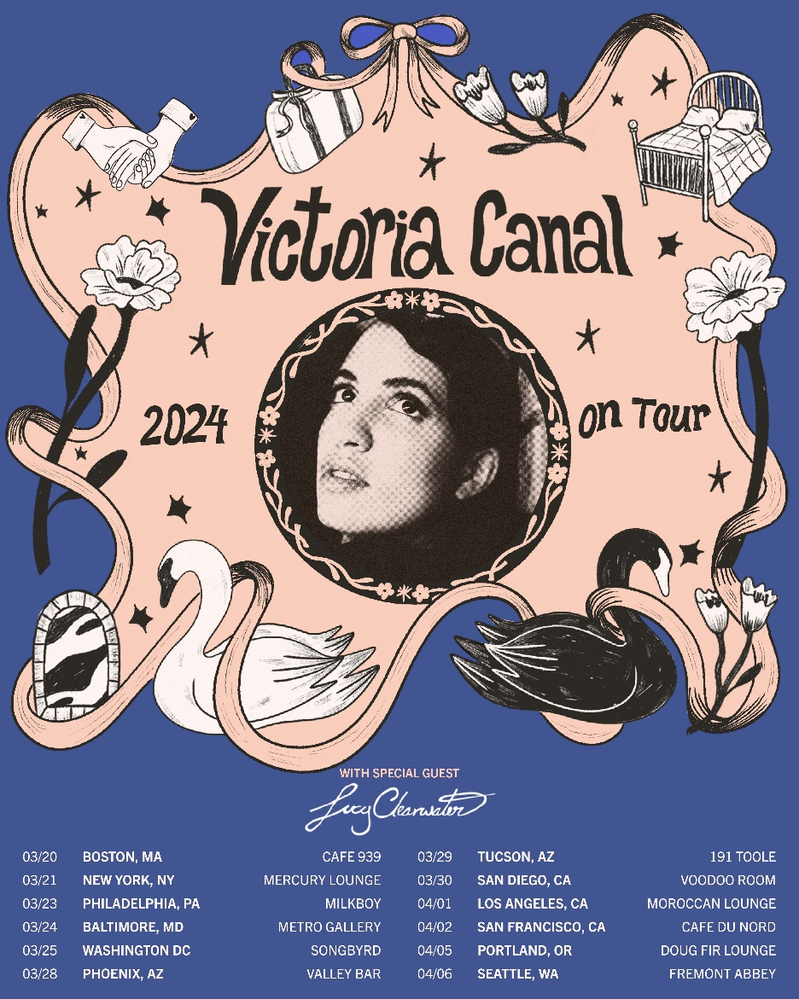 Victoria Canal
2024
on Tour
WITH SPECIAL GUEST
Lucy Clearwater
03/20 BOSTON, MA CAFE 939
03/21 NEW YORK, NY MERCURY LOUNGE
03/23 PHILADELPHIA, PA MILKBOY
03/24 BALTIMORE, MD METRO GALLERY
03/25 WASHINGTON DC SONGBYRD
03/28 PHOENIX, AZ VALLEY BAR
03/29 TUCSON, AZ 191 TOOLE
03/30 SAN DIEGO, CA VOODOO ROOM
04/01 LOS ANGELES, CA MOROCCAN LOUNGE
04/02 SAN FRANCISCO, CA CAFE DU NORD
04/05 PORTLAND, OR DOUG FIR LOUNGE
04/06 SEATTLE, WA FREMONT ABBEY